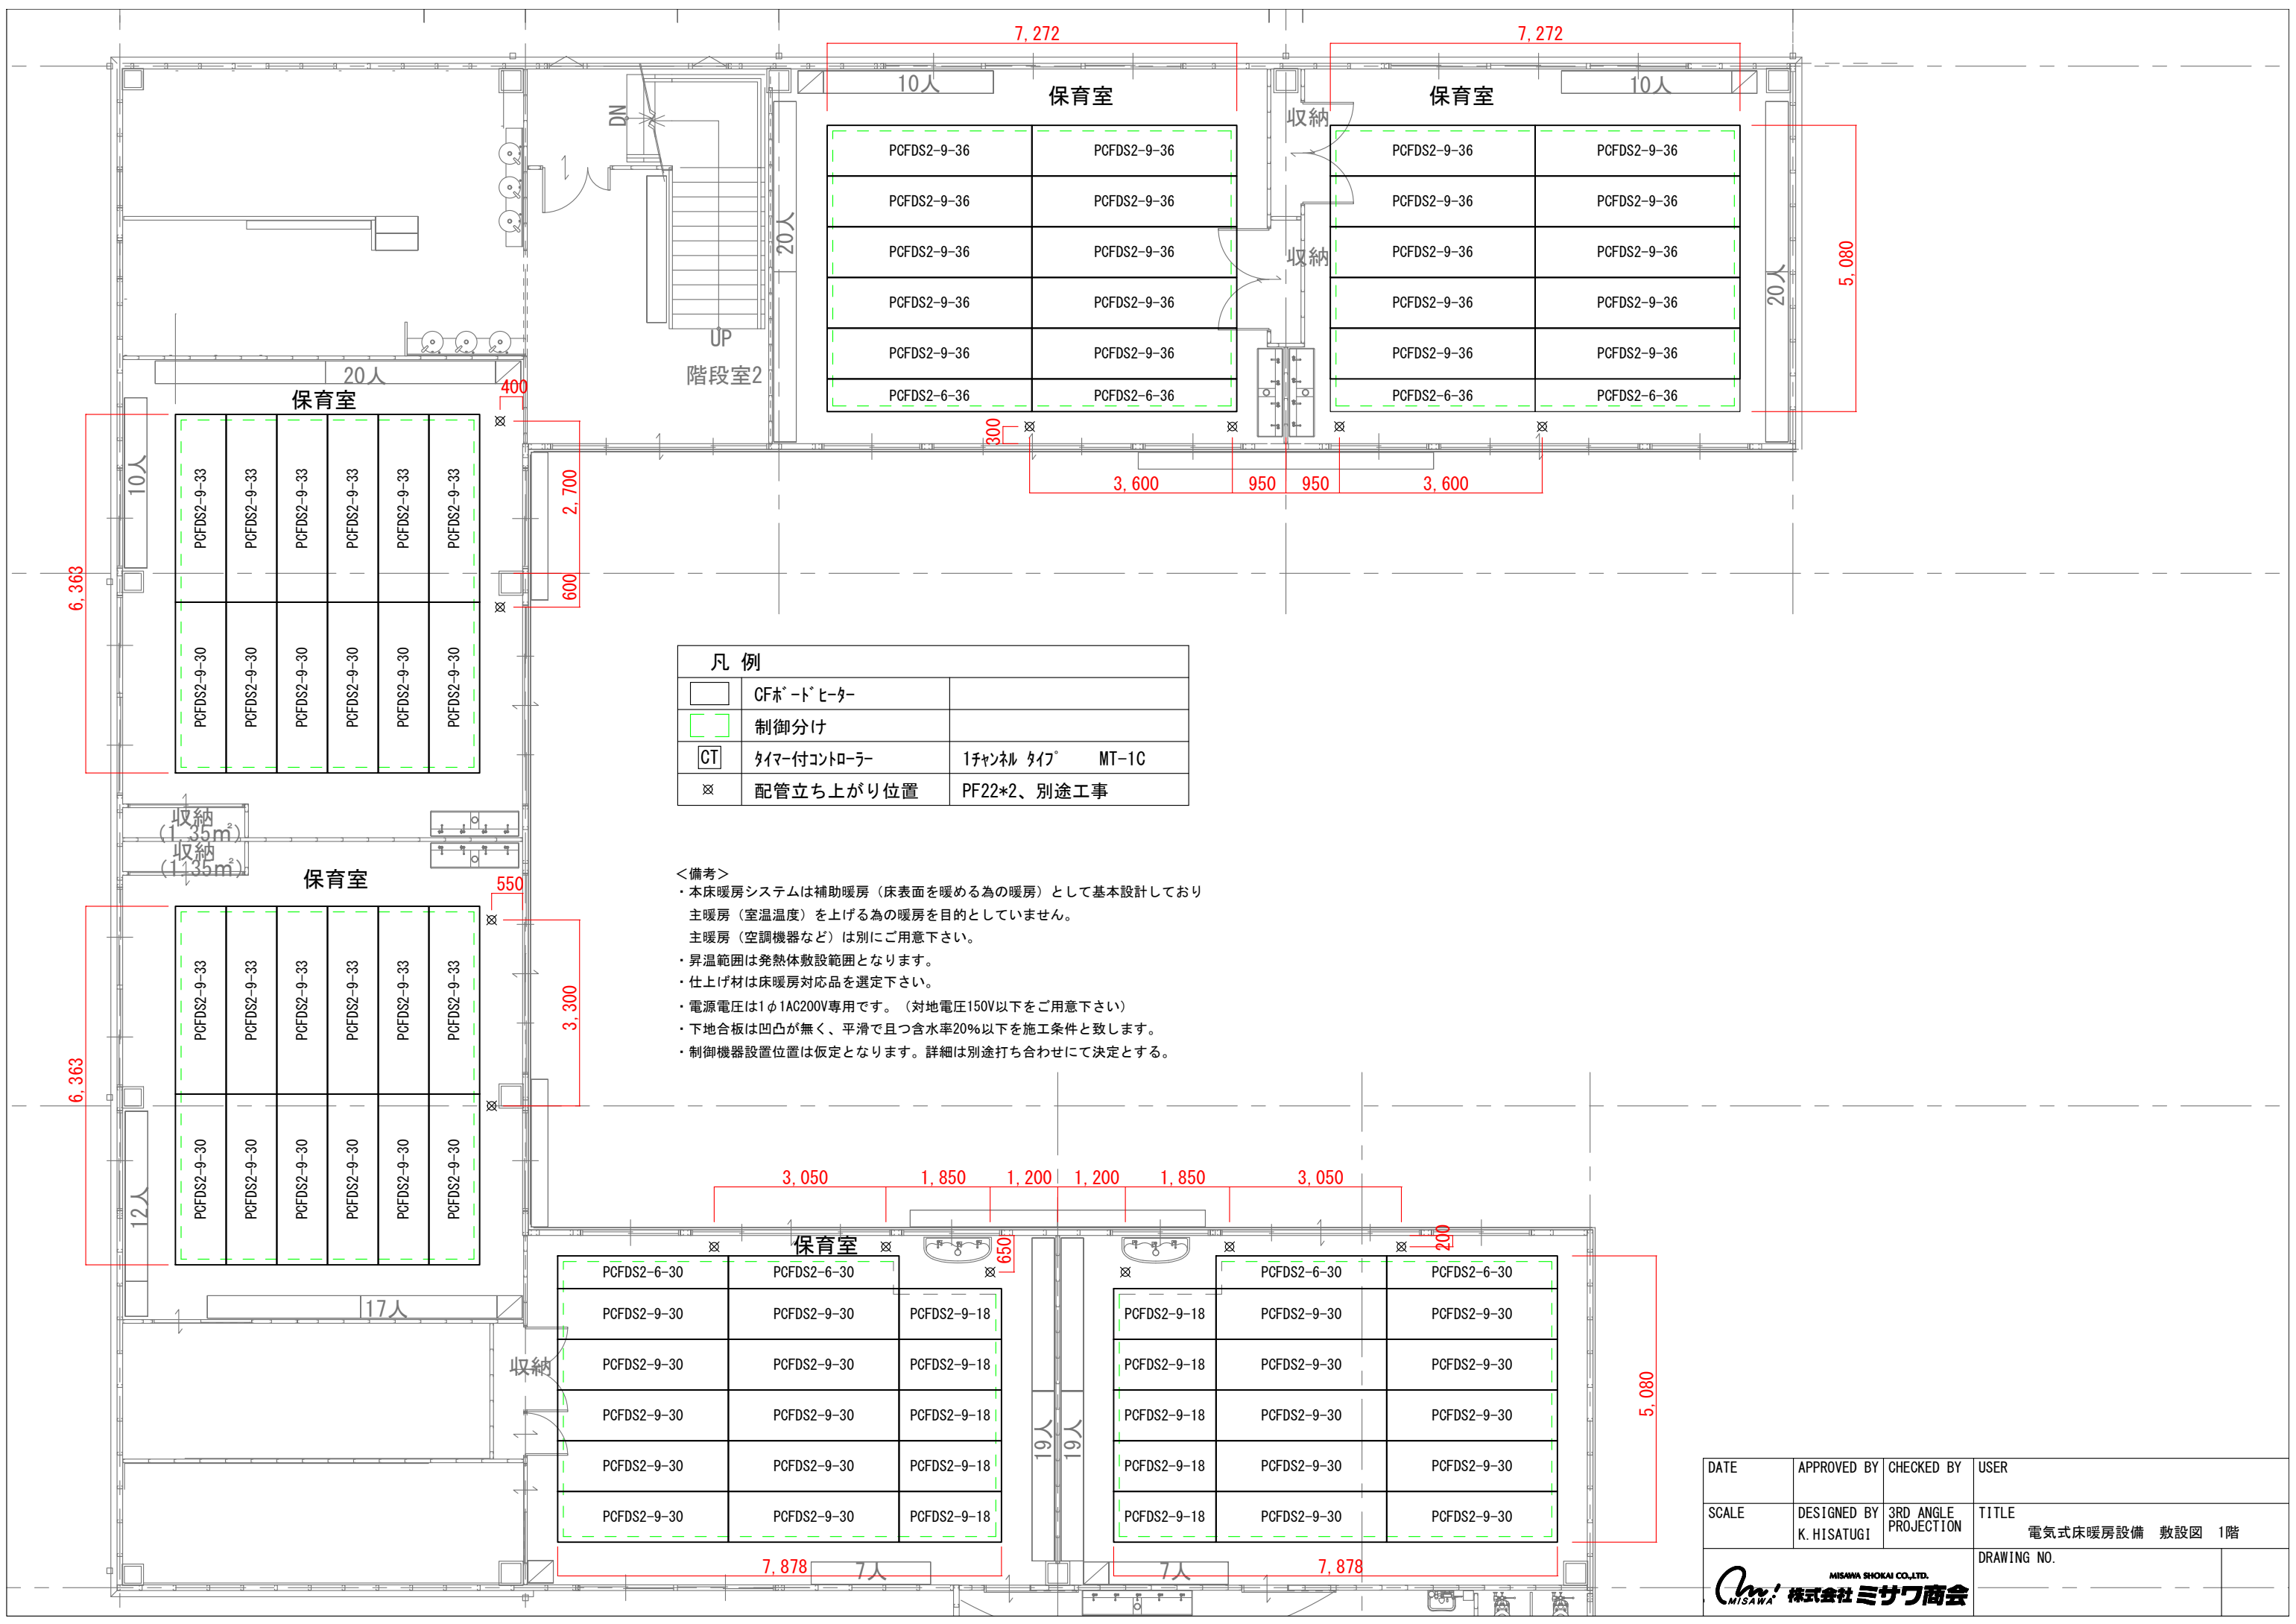 7,272
7,272
10人
保育室
保育室
10人
DN
収納
PCFDS2-9-36 PCFDS2-9-36
PCFDS2-9-36 PCFDS2-9-36
PCFDS2-9-36 PCFDS2-9-36
PCFDS2-9-36 PCFDS2-9-36
PCFDS2-9-36 PCFDS2-9-36
PCFDS2-6-36 PCFDS2-6-36
PCFDS2-9-36 PCFDS2-9-36
PCFDS2-9-36 PCFDS2-9-36
PCFDS2-9-36 PCFDS2-9-36
PCFDS2-9-36 PCFDS2-9-36
PCFDS2-9-36 PCFDS2-9-36
PCFDS2-6-36 PCFDS2-6-36
20人
収納
20人
5,080
UP
階段室2
300
3,600 950 950 3,600
20人
保育室
400
10人
6,363
2,700
600
PCFDS2-9-33 PCFDS2-9-33 PCFDS2-9-33 PCFDS2-9-33 PCFDS2-9-33 PCFDS2-9-33
PCFDS2-9-30 PCFDS2-9-30 PCFDS2-9-30 PCFDS2-9-30 PCFDS2-9-30 PCFDS2-9-30
収納
(1.35㎡)
収納
(1.35㎡)
保育室
550
6,363
3,300
PCFDS2-9-33 PCFDS2-9-33 PCFDS2-9-33 PCFDS2-9-33 PCFDS2-9-33 PCFDS2-9-33
PCFDS2-9-30 PCFDS2-9-30 PCFDS2-9-30 PCFDS2-9-30 PCFDS2-9-30 PCFDS2-9-30
12人
17人
凡 例
CFﾎﾞｰﾄﾞﾋｰﾀｰ
制御分け
CT ﾀｲﾏｰ付ｺﾝﾄﾛｰﾗｰ 1ﾁｬﾝﾈﾙ ﾀｲﾌﾟ MT-1C
配管立ち上がり位置 PF22*2、別途工事
＜備考＞
・本床暖房システムは補助暖房（床表面を暖める為の暖房）として基本設計しており
主暖房（室温温度）を上げる為の暖房を目的としていません。
主暖房（空調機器など）は別にご用意下さい。
・昇温範囲は発熱体敷設範囲となります。
・仕上げ材は床暖房対応品を選定下さい。
・電源電圧は1φ1AC200V専用です。（対地電圧150V以下をご用意下さい）
・下地合板は凹凸が無く、平滑で且つ含水率20%以下を施工条件と致します。
・制御機器設置位置は仮定となります。詳細は別途打ち合わせにて決定とする。
3,050 1,850 1,200 1,200 1,850 3,050
保育室
650
200
収納
PCFDS2-6-30 PCFDS2-6-30
PCFDS2-9-30 PCFDS2-9-30 PCFDS2-9-18
PCFDS2-9-30 PCFDS2-9-30 PCFDS2-9-18
PCFDS2-9-30 PCFDS2-9-30 PCFDS2-9-18
PCFDS2-9-30 PCFDS2-9-30 PCFDS2-9-18
PCFDS2-9-30 PCFDS2-9-30 PCFDS2-9-18
19人
19人
PCFDS2-6-30 PCFDS2-6-30
PCFDS2-9-18 PCFDS2-9-30 PCFDS2-9-30
PCFDS2-9-18 PCFDS2-9-30 PCFDS2-9-30
PCFDS2-9-18 PCFDS2-9-30 PCFDS2-9-30
PCFDS2-9-18 PCFDS2-9-30 PCFDS2-9-30
PCFDS2-9-18 PCFDS2-9-30 PCFDS2-9-30
5,080
7,878
7人
7人
7,878
DATE APPROVED BY CHECKED BY USER
SCALE DESIGNED BY 3RD ANGLE PROJECTION TITLE
K.HISATUGI
電気式床暖房設備 敷設図 1階
DRAWING NO.
MISAWA SHOKAI CO.,LTD.
MISAWA 株式会社 ミサワ商会